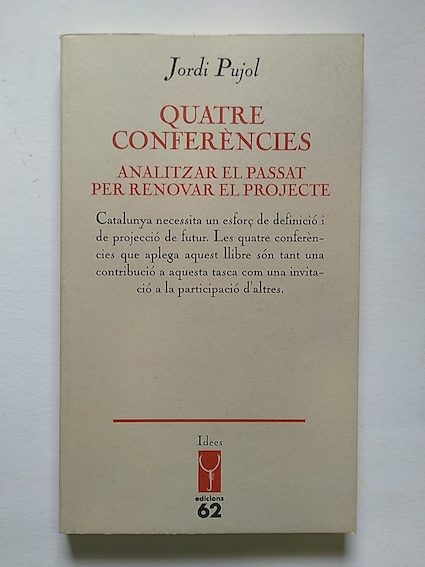 Jordi Pujol
QUATRE
CONFERÈNCIES
ANALITZAR EL PASSAT
PER RENOVAR EL PROJECTE
Catalunya necessita un esforç de definició i
de projecció de futur. Les quatre conferèn-
cies que aplega aquest llibre són tant una
contribució a aquesta tasca com una invita-
ció a la participació d'altres.
Idees
edicions
62